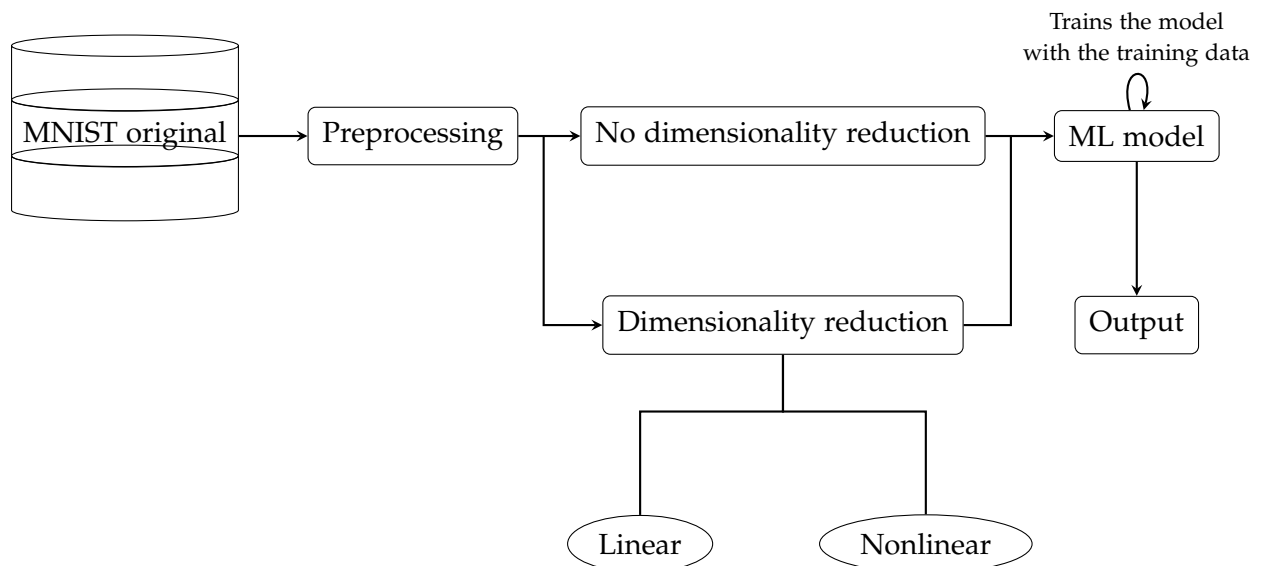 Trains the model
with the training data
MNIST original
Preprocessing
No dimensionality reduction
ML model
Dimensionality reduction
Output
Linear
Nonlinear